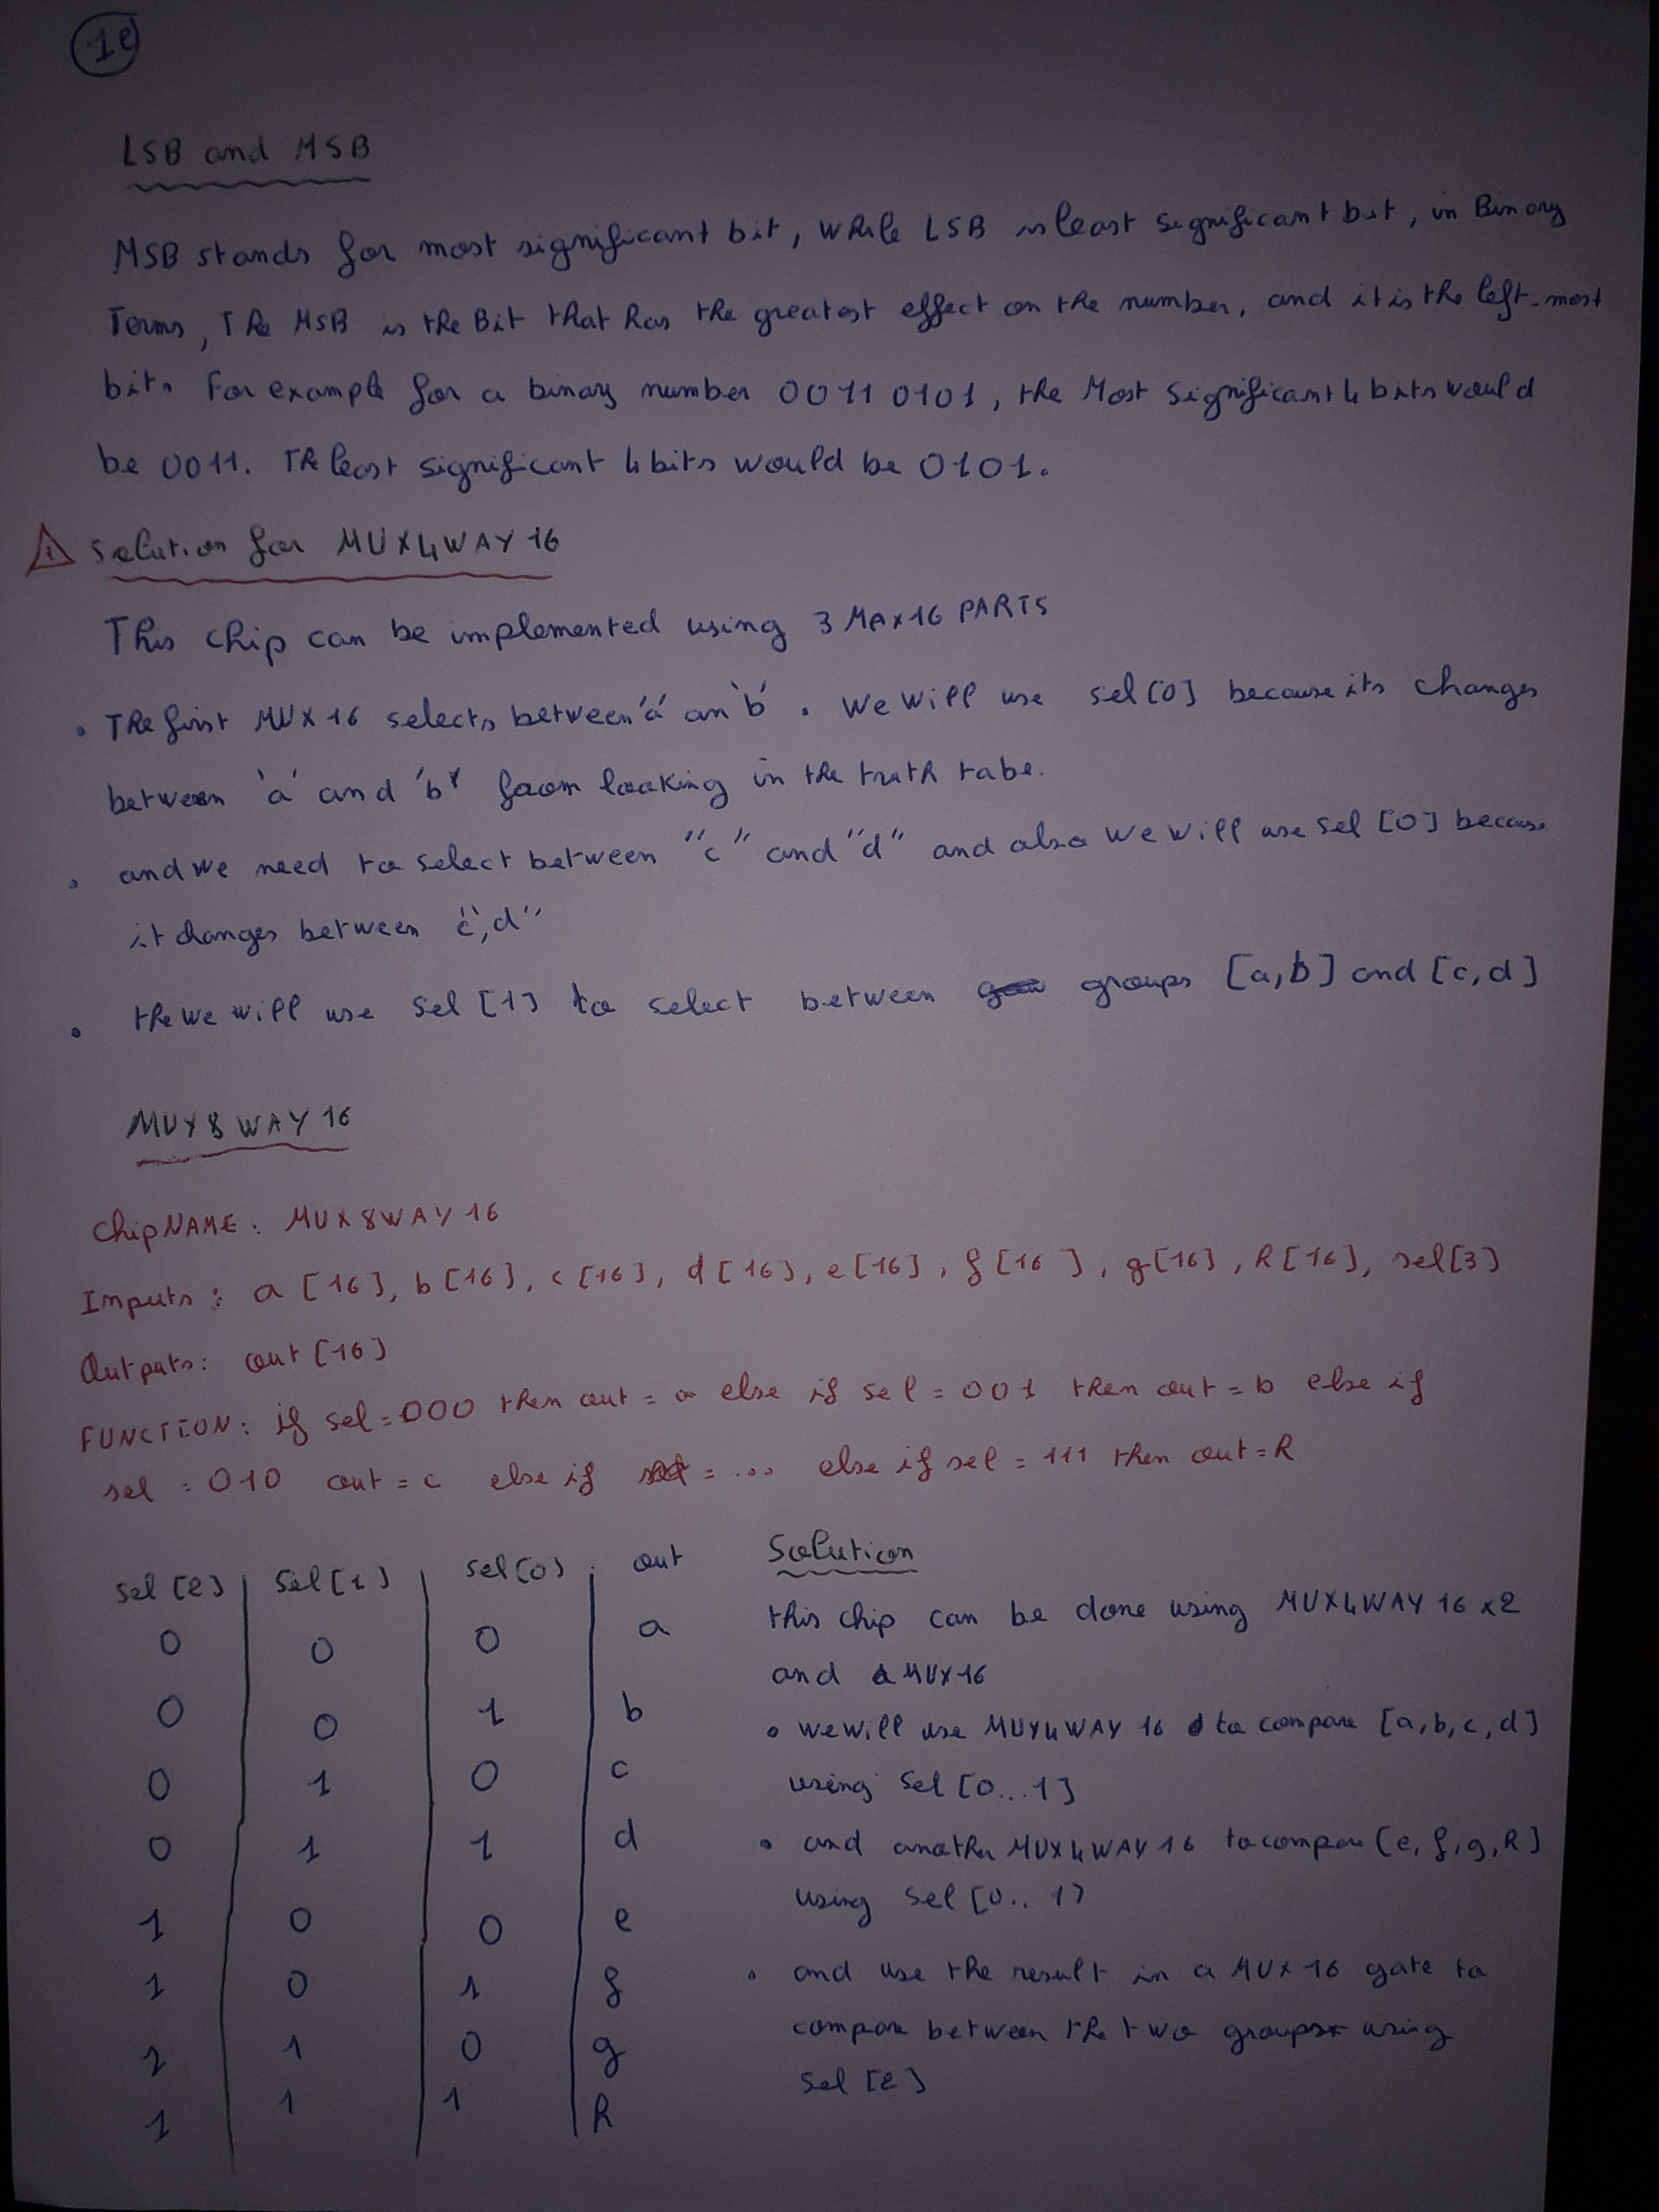 1e
LSB and MSB
MSB stands for most significant bit, while LSB is least significant bit, in Binary
Terms, The MSB is the Bit that has the greatest effect on the number, and it is the left-most
bits For example for a binary number 0011 0101, the Most Significant 4 bits would
be 0011. The least significant 4 bits would be 0101.
! Solution for MUX4WAY16
This chip can be implemented using 3 MAX16 PARTS
• The first MUX16 selects between 'a' an 'b'. We will use sel[0] because its changes
between 'a' and 'b' from looking in the truth tabe.
• and we need to select between "c" and "d" and also we will use sel [0] because
it changes between "c,d"
• the we will use sel [1] to select between groups [a,b] and [c,d]
MUX8WAY16
ChipNAME: MUX8WAY16
Inputs: a[16], b[16], c[16], d[16], e[16], f[16], g[16], h[16], sel[3]
Outputs: out[16]
FUNCTION: if sel=000 then out = a else if sel = 001 then out = b else if
sel = 010 out = c else if = ... else if sel = 111 then out = h
sel[2] sel[1] sel[0] out
0 0 0 a
0 0 1 b
0 1 0 c
0 1 1 d
1 0 0 e
1 0 1 f
1 1 0 g
1 1 1 h
Solution
this chip can be done using MUX4WAY16 x2
and a MUX16
• we will use MUX4WAY16 to compare [a,b,c,d]
using sel [0...1]
• and another MUX4WAY16 to compare [e,f,g,h]
using sel [0..1]
• and use the result in a MUX16 gate to
compare between the two groups using
sel [2]